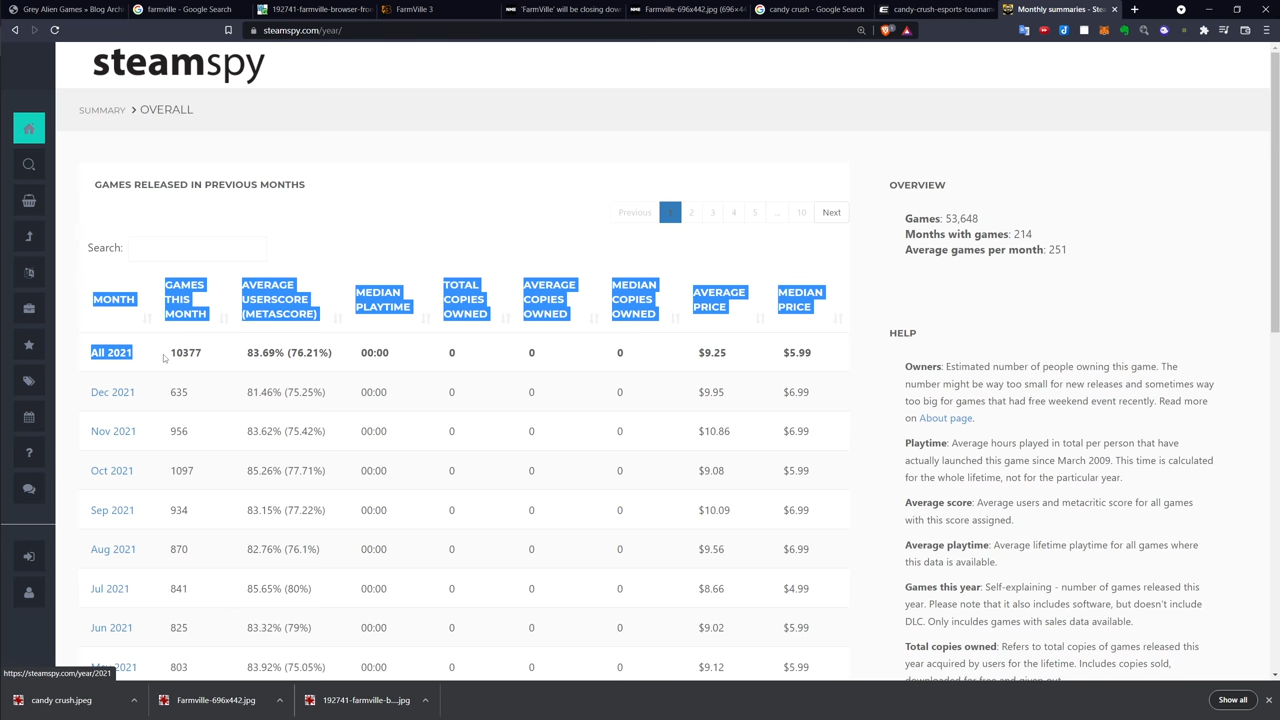 Grey Alien Games » Blog Arch
farmville - Google Search
192741-farmville-browser-fro
FarmVille 3
'FarmVille' will be closing dow
Farmville-696x442.jpg (696×44
candy crush - Google Search
candy-crush-esports-tournam
Monthly summaries - Steams
steamspy.com/year/
steamspy
SUMMARY > OVERALL
GAMES RELEASED IN PREVIOUS MONTHS
Previous 1 2 3 4 5 ... 10 Next
Search:
MONTH GAMES THIS MONTH AVERAGE USERSCORE (METASCORE) MEDIAN PLAYTIME TOTAL COPIES OWNED AVERAGE COPIES OWNED MEDIAN COPIES OWNED AVERAGE PRICE MEDIAN PRICE
All 2021 10377 83.69% (76.21%) 00:00 0 0 0 $9.25 $5.99
Dec 2021 635 81.46% (75.25%) 00:00 0 0 0 $9.95 $6.99
Nov 2021 956 83.62% (75.42%) 00:00 0 0 0 $10.86 $6.99
Oct 2021 1097 85.26% (77.71%) 00:00 0 0 0 $9.08 $5.99
Sep 2021 934 83.15% (77.22%) 00:00 0 0 0 $10.09 $6.99
Aug 2021 870 82.76% (76.1%) 00:00 0 0 0 $9.56 $6.99
Jul 2021 841 85.65% (80%) 00:00 0 0 0 $8.66 $4.99
Jun 2021 825 83.32% (79%) 00:00 0 0 0 $9.02 $5.99
May 2021 803 83.92% (75.05%) 00:00 0 0 0 $9.12 $5.99
OVERVIEW
Games: 53,648
Months with games: 214
Average games per month: 251
HELP
Owners: Estimated number of people owning this game. The
number might be way too small for new releases and sometimes way
too big for games that had free weekend event recently. Read more
on About page.
Playtime: Average hours played in total per person that have
actually launched this game since March 2009. This time is calculated
for the whole lifetime, not for the particular year.
Average score: Average users and metacritic score for all games
with this score assigned.
Average playtime: Average lifetime playtime for all games where
this data is available.
Games this year: Self-explaining - number of games released this
year. Please note that it also includes software, but doesn't include
DLC. Only inculdes games with sales data available.
Total copies owned: Refers to total copies of games released this
year acquired by users for the lifetime. Includes copies sold,
downloaded for free and given out.
https://steamspy.com/year/2021
candy crush.jpeg
Farmville-696x442.jpg
192741-farmville-b....jpg
Show all